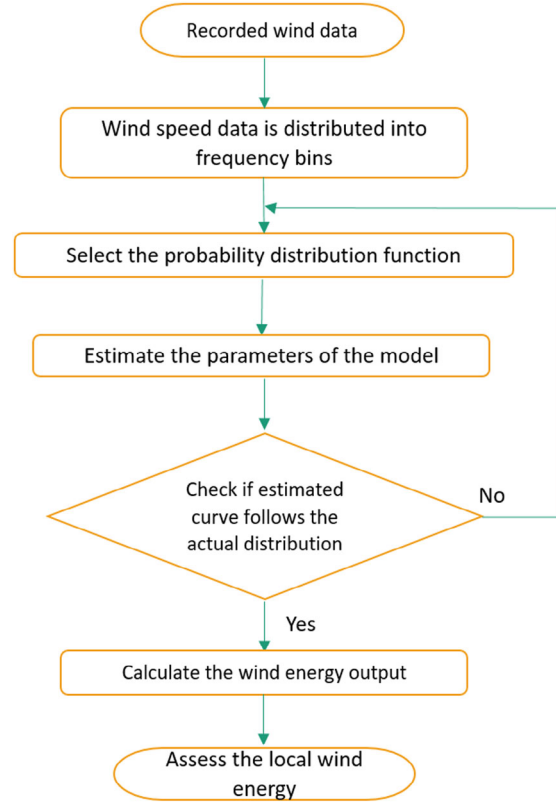 Recorded wind data
Wind speed data is distributed into
frequency bins
Select the probability distribution function
Estimate the parameters of the model
Check if estimated
curve follows the
actual distribution
No
Yes
Calculate the wind energy output
Assess the local wind
energy